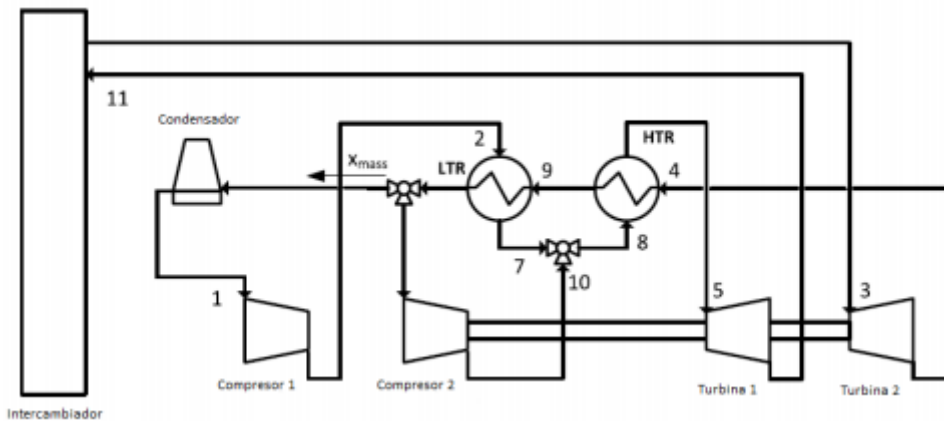 11
Condensador
2
HTR
X_mass
LTR
9
4
7
8
10
1
5
3
Compresor 1
Compresor 2
Turbina 1
Turbina 2
Intercambiador